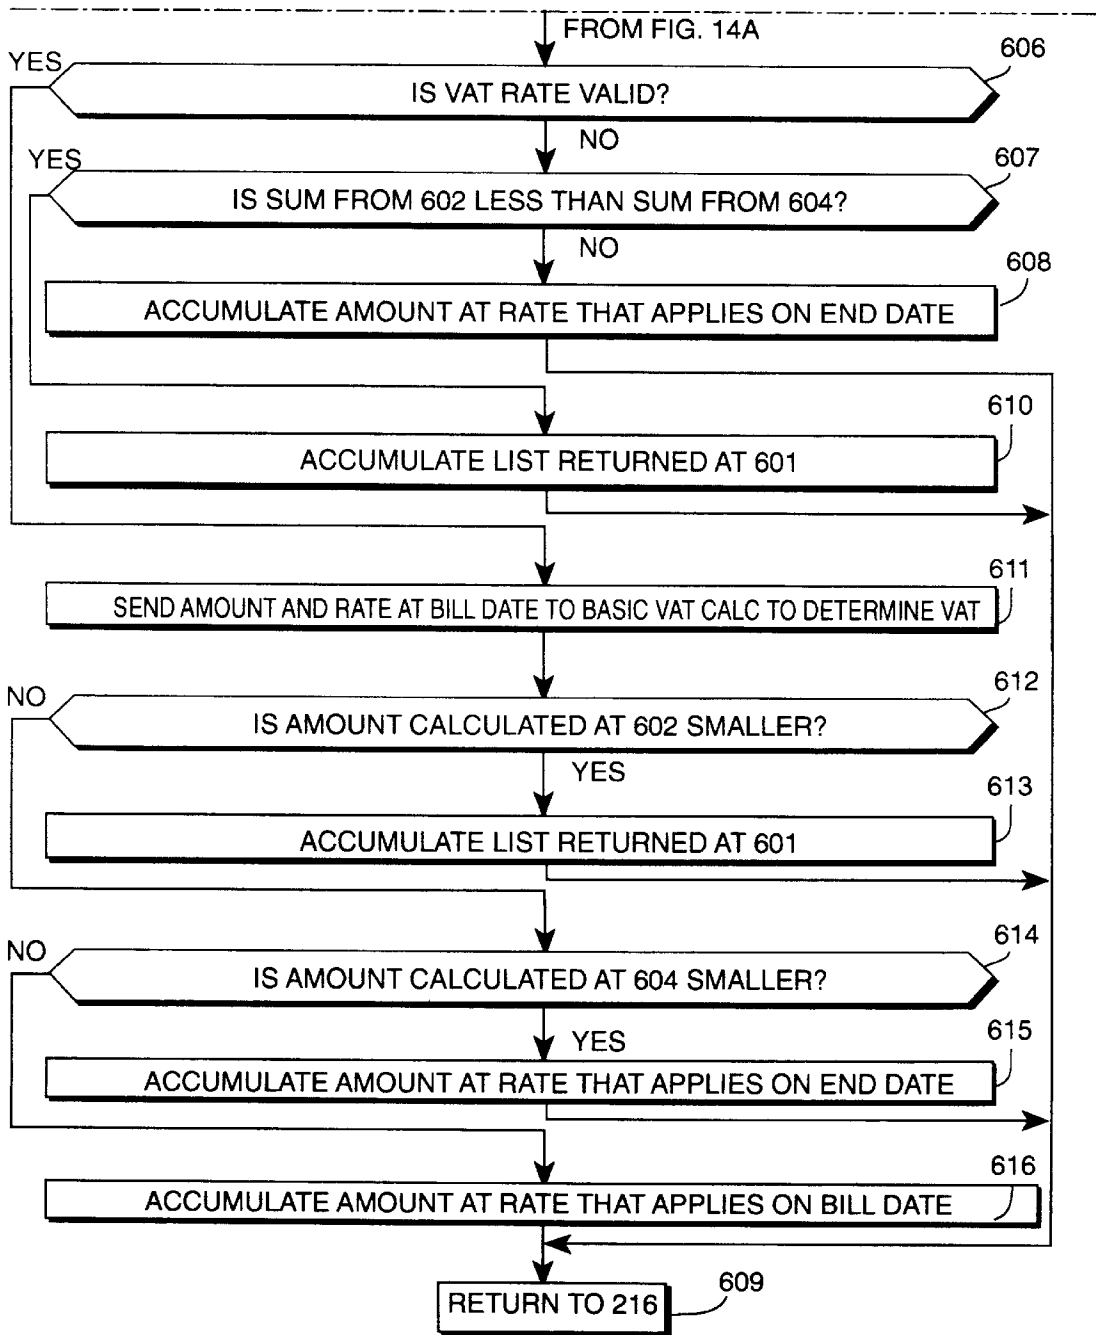 FROM FIG. 14A
YES
606
IS VAT RATE VALID?
NO
YES
607
IS SUM FROM 602 LESS THAN SUM FROM 604?
NO
608
ACCUMULATE AMOUNT AT RATE THAT APPLIES ON END DATE
610
ACCUMULATE LIST RETURNED AT 601
611
SEND AMOUNT AND RATE AT BILL DATE TO BASIC VAT CALC TO DETERMINE VAT
NO
612
IS AMOUNT CALCULATED AT 602 SMALLER?
YES
613
ACCUMULATE LIST RETURNED AT 601
NO
614
IS AMOUNT CALCULATED AT 604 SMALLER?
YES
615
ACCUMULATE AMOUNT AT RATE THAT APPLIES ON END DATE
616
ACCUMULATE AMOUNT AT RATE THAT APPLIES ON BILL DATE
609
RETURN TO 216